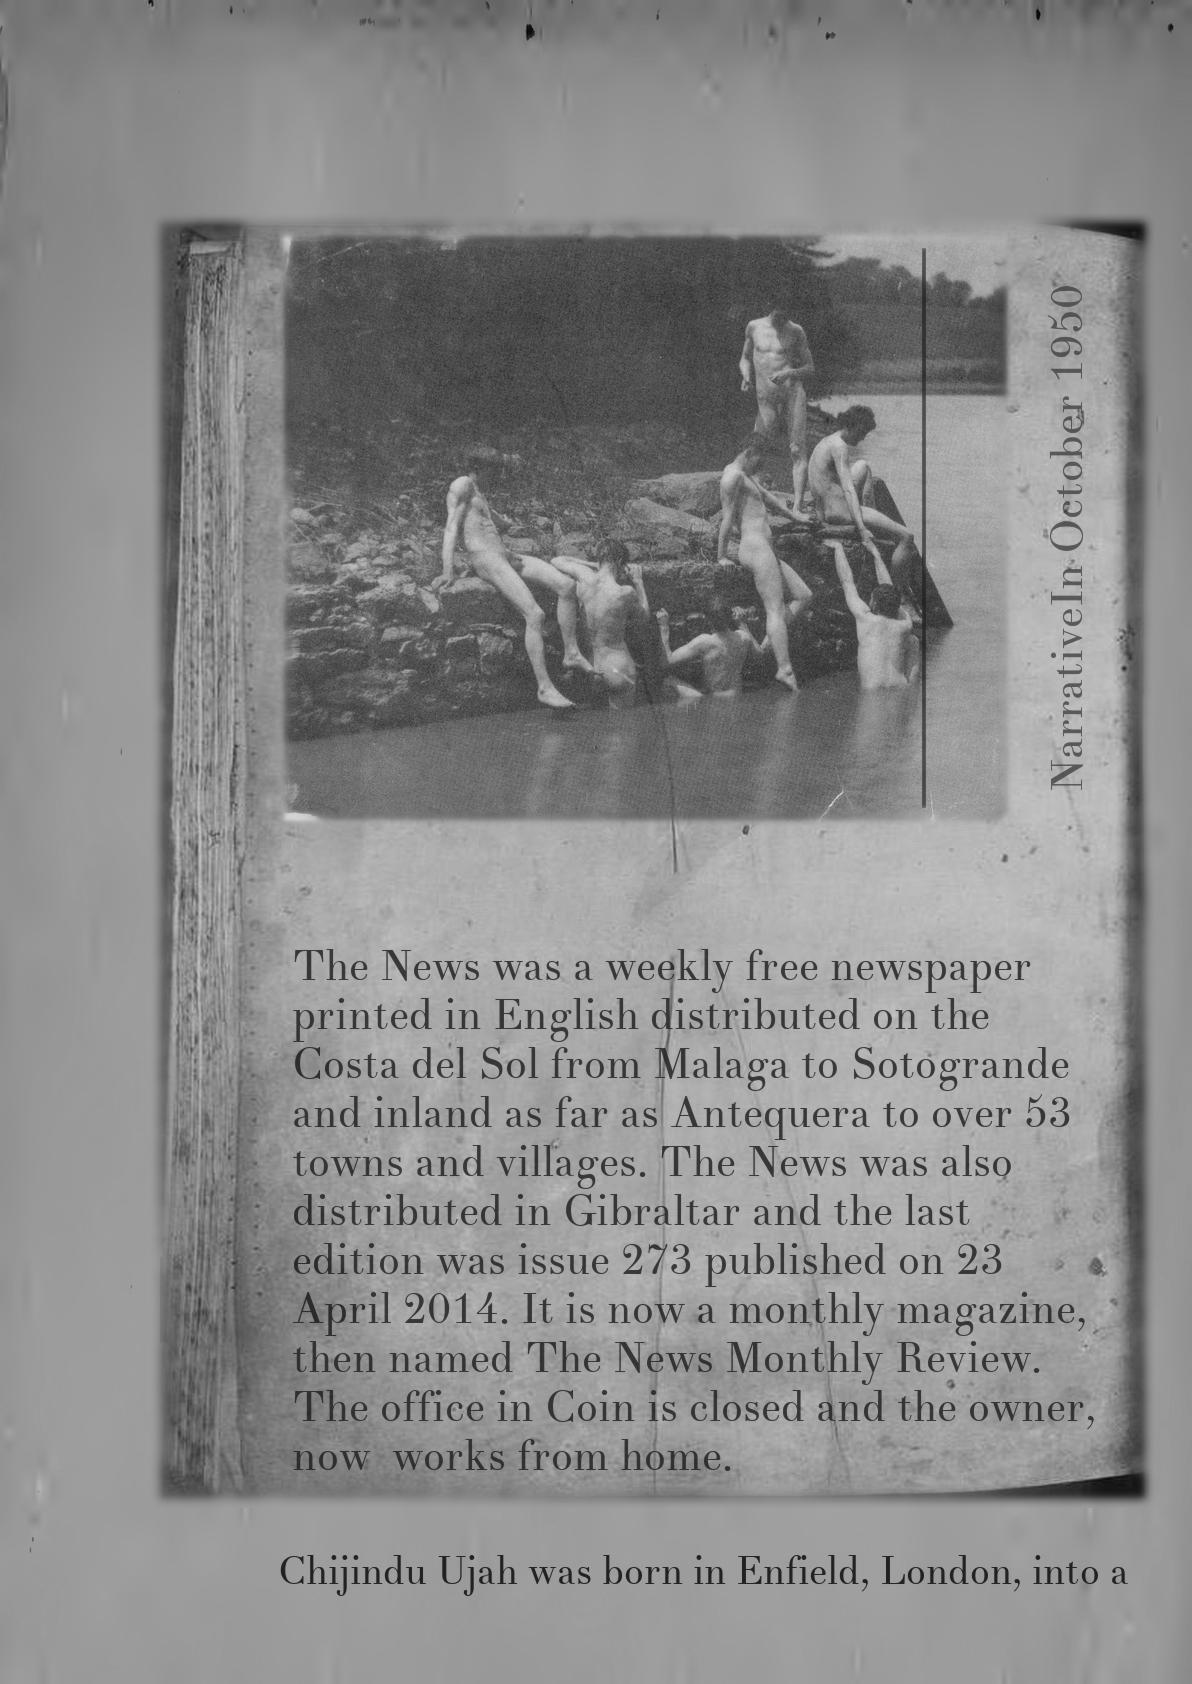 NarrativeIn October 1950
The News was a weekly free newspaper
printed in English distributed on the
Costa del Sol from Malaga to Sotogrande
and inland as far as Antequera to over 53
towns and villages. The News was also
distributed in Gibraltar and the last
edition was issue 273 published on 23
April 2014. It is now a monthly magazine,
then named The News Monthly Review.
The office in Coin is closed and the owner,
now  works from home.
Chijindu Ujah was born in Enfield, London, into a